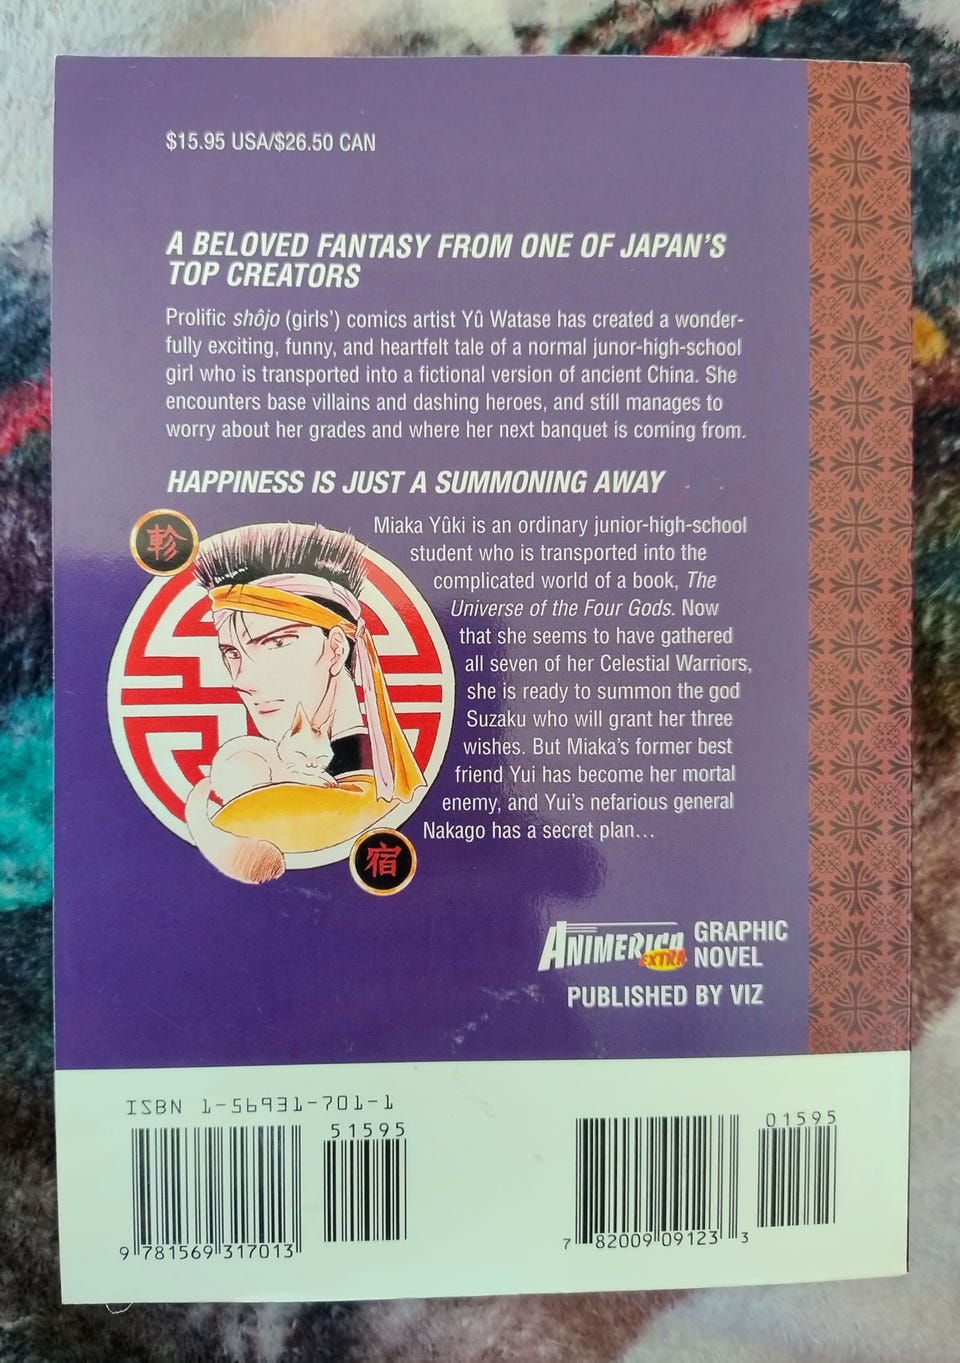 $15.95 USA/$26.50 CAN
A BELOVED FANTASY FROM ONE OF JAPAN'S
TOP CREATORS
Prolific shôjo (girls') comics artist Yû Watase has created a wonder-
fully exciting, funny, and heartfelt tale of a normal junor-high-school
girl who is transported into a fictional version of ancient China. She
encounters base villains and dashing heroes, and still manages to
worry about her grades and where her next banquet is coming from.
HAPPINESS IS JUST A SUMMONING AWAY
軫
Miaka Yûki is an ordinary junior-high-school
student who is transported into the
complicated world of a book, The
Universe of the Four Gods. Now
that she seems to have gathered
all seven of her Celestial Warriors,
she is ready to summon the god
Suzaku who will grant her three
wishes. But Miaka's former best
friend Yui has become her mortal
enemy, and Yui's nefarious general
Nakago has a secret plan...
宿
ANIMERICA EXTRA GRAPHIC
NOVEL
PUBLISHED BY VIZ
ISBN 1-56931-701-1
51595
9 781569 317013
01595
7 82009 09123 3